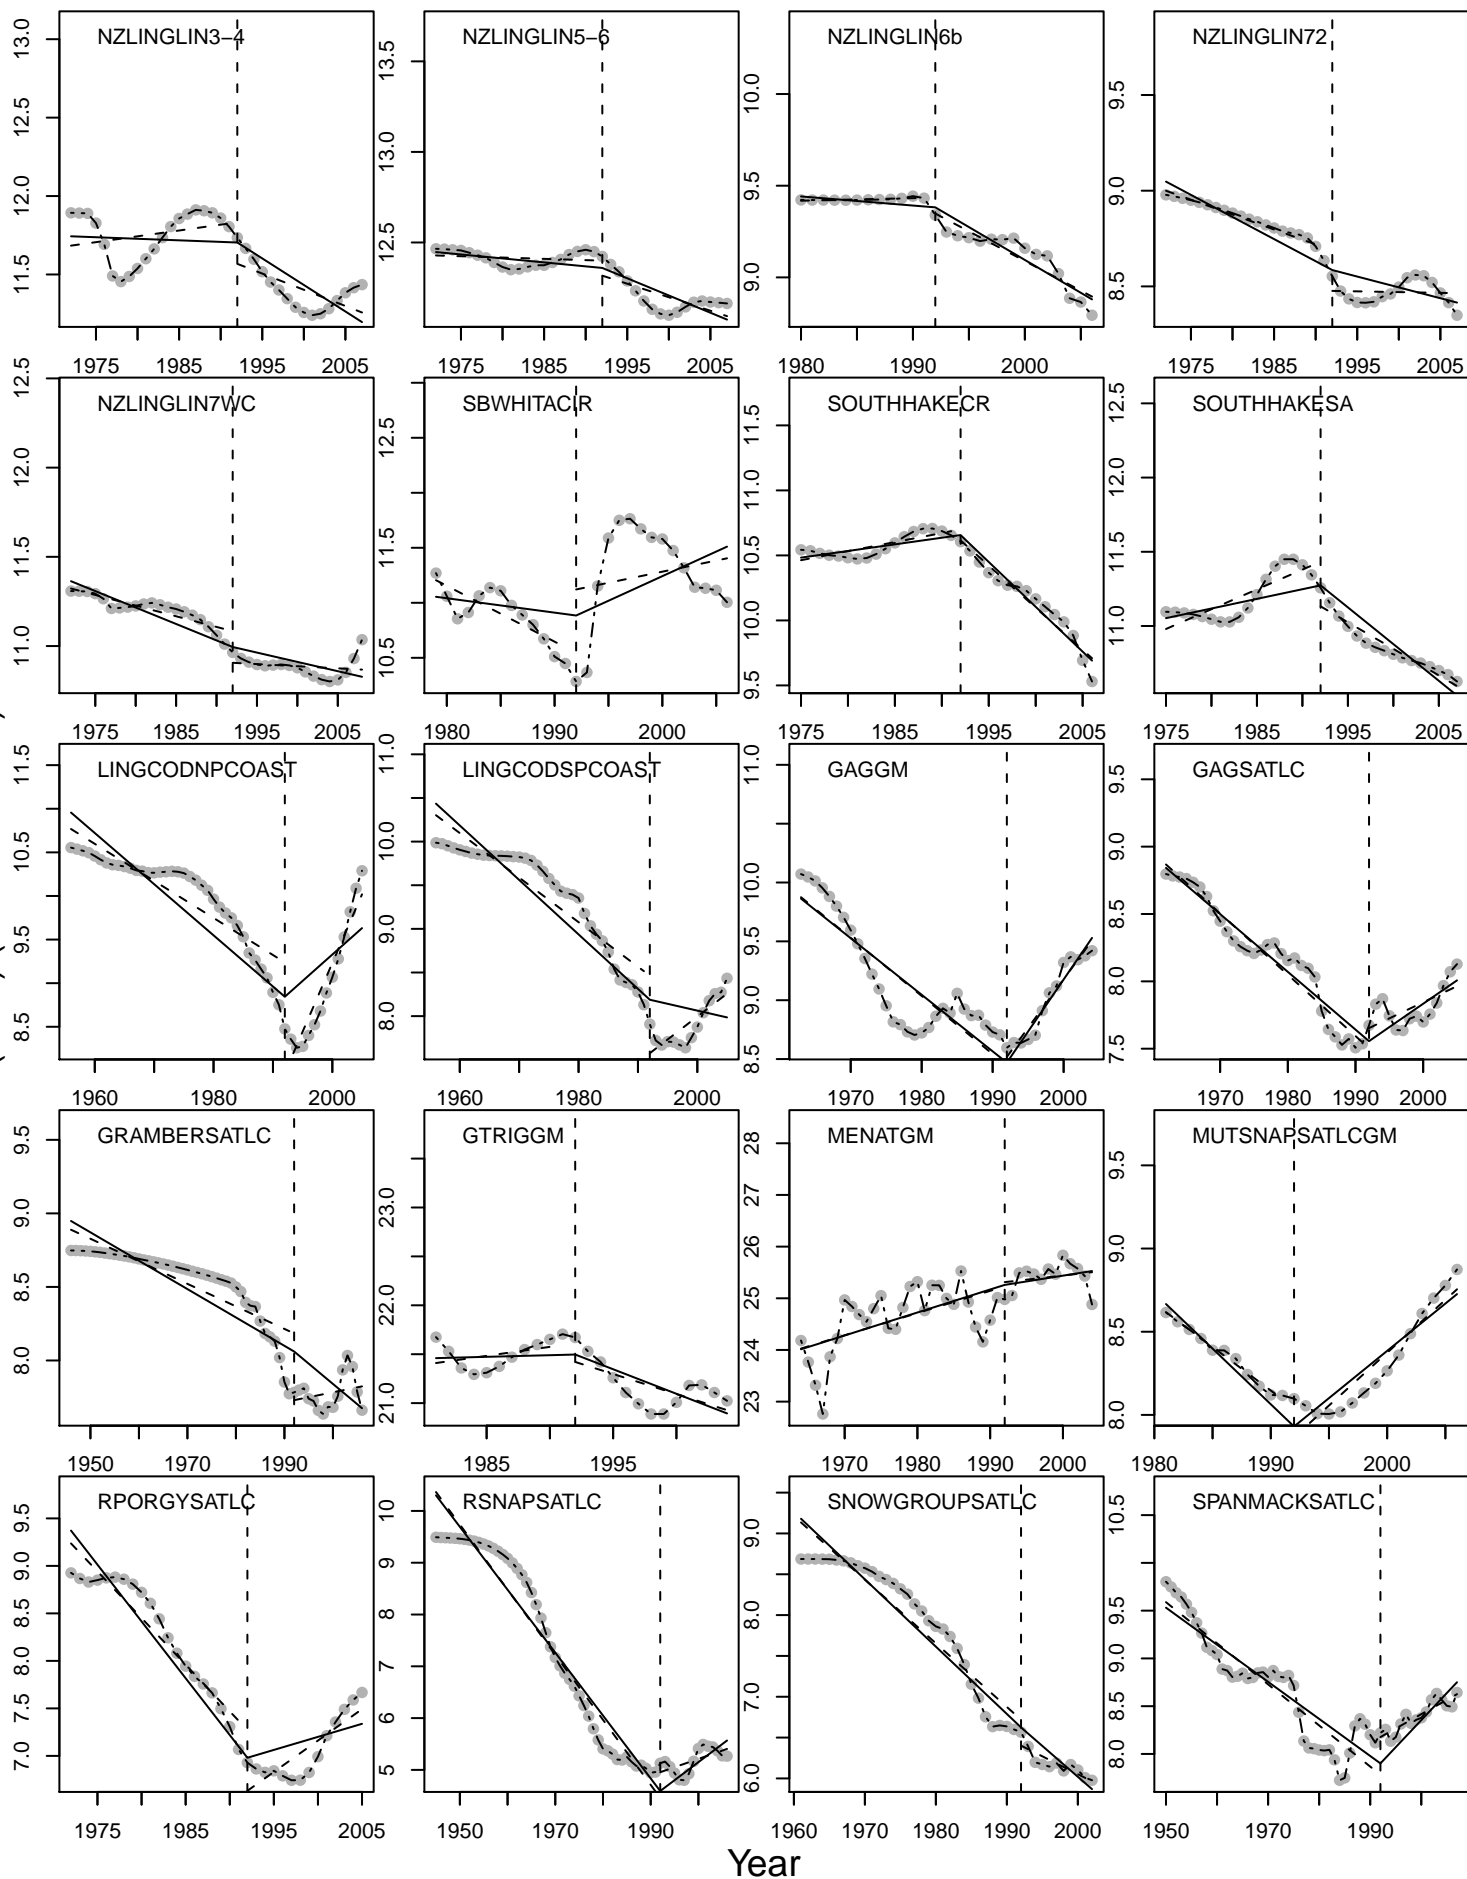 NZLINGLIN3−4 NZLINGLIN5−6 NZLINGLIN6b NZLINGLIN72
11.5 12.0 12.5 13.0
12.5 13.0 13.5
9.0 9.5 10.0
8.5 9.0 9.5
1975 1985 1995 2005
1975 1985 1995 2005
1980 1990 2000
1975 1985 1995 2005
NZLINGLIN7WC SBWHITACIR SOUTHHAKECR SOUTHHAKESA
11.0 11.5 12.0 12.5
10.5 11.5 12.5
9.5 10.0 10.5 11.0 11.5
11.0 11.5 12.0 12.5
1975 1985 1995 2005
1980 1990 2000
1975 1985 1995 2005
1975 1985 1995 2005
LINGCODNPCOAST LINGCODSPCOAST GAGGM GAGSATLC
8.5 9.5 10.5 11.5
8.0 9.0 10.0 11.0
8.5 9.0 9.5 10.0 11.0
7.5 8.0 8.5 9.0 9.5
1960 1980 2000
1960 1980 2000
1970 1980 1990 2000
1970 1980 1990 2000
GRAMBERSATLC GTRIGGM MENATGM MUTSNAPSATLCGM
8.0 8.5 9.0 9.5
21.0 22.0 23.0
23 24 25 26 27 28
8.0 8.5 9.0 9.5
1950 1970 1990
1985 1995
1970 1980 1990 2000
1980 1990 2000
RPORGYSATLC RSNAPSATLC SNOWGROUPSATLC SPANMACKSATLC
7.0 7.5 8.0 8.5 9.0 9.5
5 6 7 8 9 10
6.0 7.0 8.0 9.0
8.0 8.5 9.0 9.5 10.5
1975 1985 1995 2005
1950 1970 1990
1960 1970 1980 1990 2000
1950 1970 1990
Year